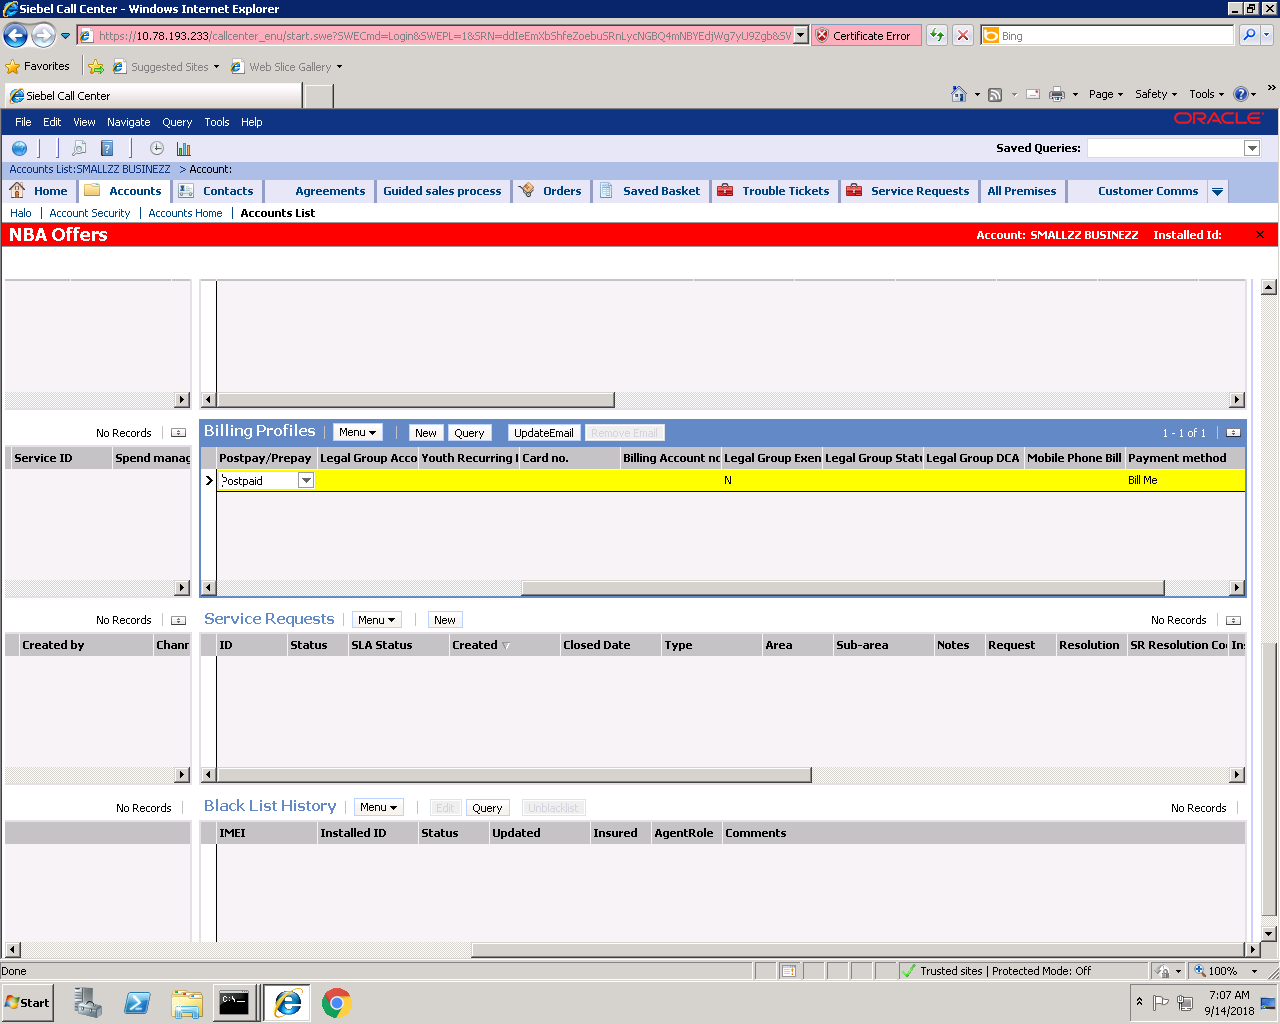 Siebel Call Center - Windows Internet Explorer
https://10.78.193.233/callcenter_enu/start.swe?SWECmd=Login&SWEPL=1&SRN=ddIeEmXbShfeZoebuSRnLycNGBQ4mNBYEdjWg7yU9Zgb&SW
Certificate Error
Bing
Favorites
Suggested Sites
Web Slice Gallery
Siebel Call Center
Page
Safety
Tools
File Edit View Navigate Query Tools Help
ORACLE
Saved Queries:
Accounts List:SMALLZZ BUSINEZZ > Account:
Home Accounts Contacts Agreements Guided sales process Orders Saved Basket Trouble Tickets Service Requests All Premises Customer Comms
Halo | Account Security | Accounts Home | Accounts List
NBA Offers
Account: SMALLZZ BUSINEZZ Installed Id:
No Records
Billing Profiles
Menu
New
Query
UpdateEmail
Remove Email
1 - 1 of 1
Service ID
Spend manag
Postpay/Prepay Legal Group Acco Youth Recurring I Card no. Billing Account no Legal Group Exen Legal Group Statu Legal Group DCA Mobile Phone Bill Payment method
Postpaid
N
Bill Me
No Records
Service Requests
Menu
New
No Records
Created by
Chann
ID Status SLA Status Created Closed Date Type Area Sub-area Notes Request Resolution SR Resolution Co Ins
No Records
Black List History
Menu
Edit
Query
Unblacklist
No Records
IMEI Installed ID Status Updated Insured AgentRole Comments
Done
Trusted sites | Protected Mode: Off
100%
Start
C:\.
7:07 AM
9/14/2018